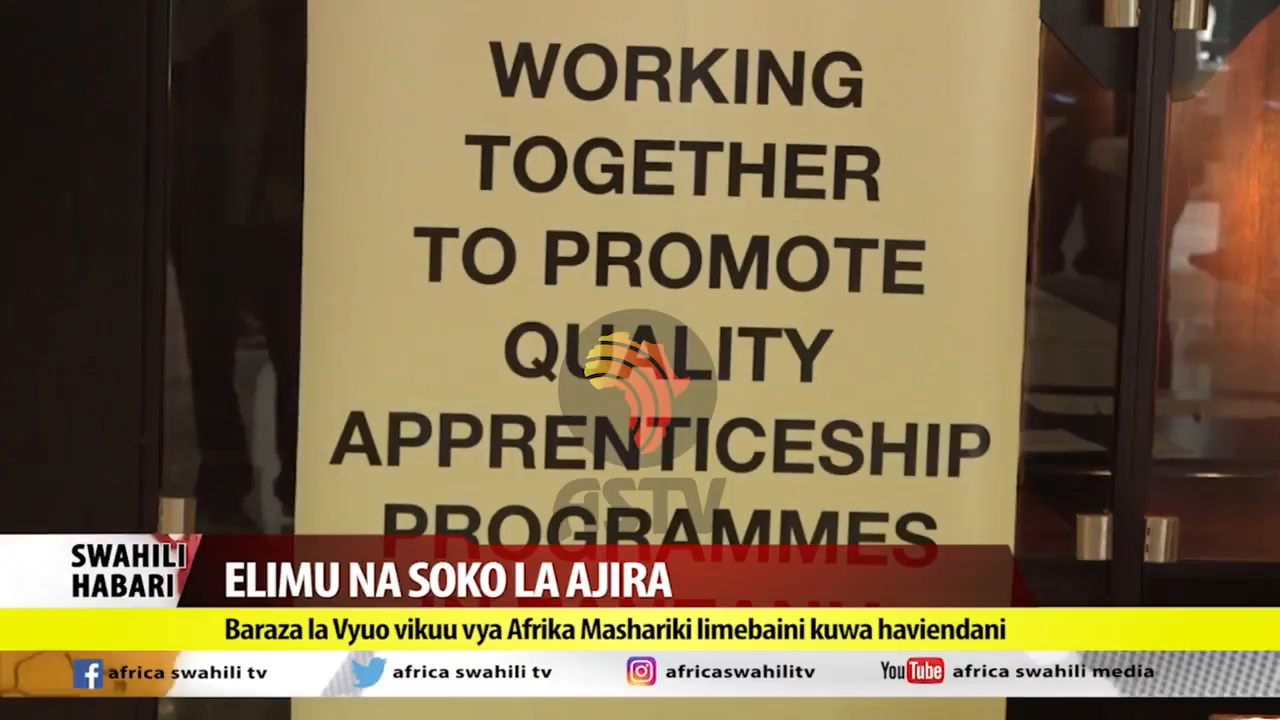 WORKING
TOGETHER
TO PROMOTE
QUALITY
APPRENTICESHIP
PROGRAMMES
ASTV
SWAHILI
HABARI
ELIMU NA SOKO LA AJIRA
Baraza la Vyuo vikuu vya Afrika Mashariki limebaini kuwa haviendani
africa swahili tv
africa swahili tv
africaswahilitv
YouTube africa swahili media